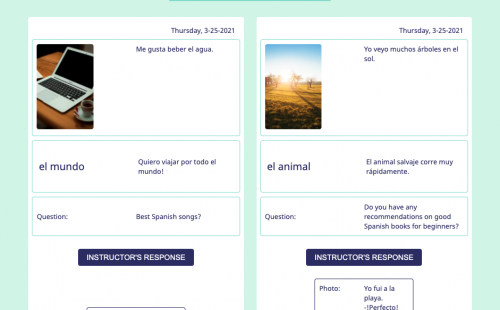 Thursday, 3-25-2021
Me gusta beber el agua.
el mundo
Quiero viajar por todo el
mundo!
Question:
Best Spanish songs?
INSTRUCTOR'S RESPONSE
Thursday, 3-25-2021
Yo veyo muchos árboles en el
sol.
el animal
El animal salvaje corre muy
rápidamente.
Question:
Do you have any
recommendations on good
Spanish books for beginners?
INSTRUCTOR'S RESPONSE
Photo:
Yo fui a la
playa.
-!Perfecto!